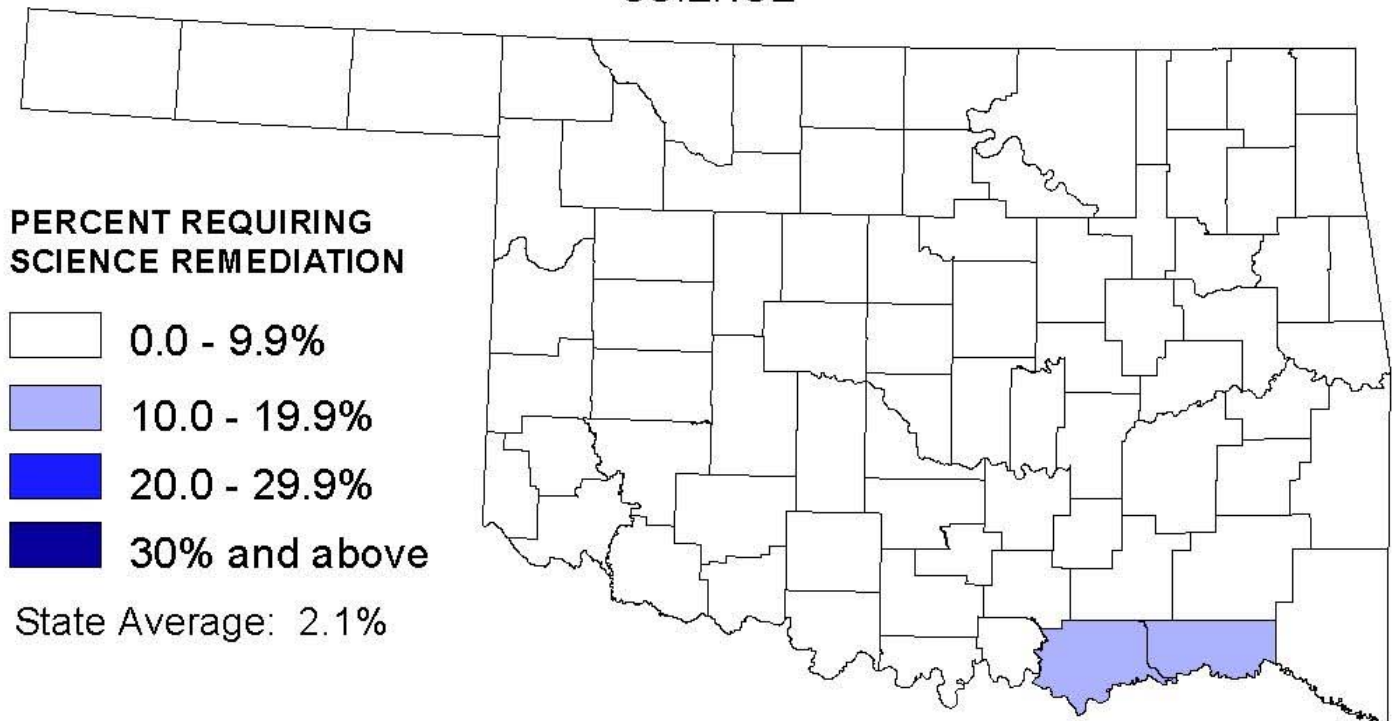 SCIENCE
PERCENT REQUIRING
SCIENCE REMEDIATION
0.0 - 9.9%
10.0 - 19.9%
20.0 - 29.9%
30% and above
State Average: 2.1%